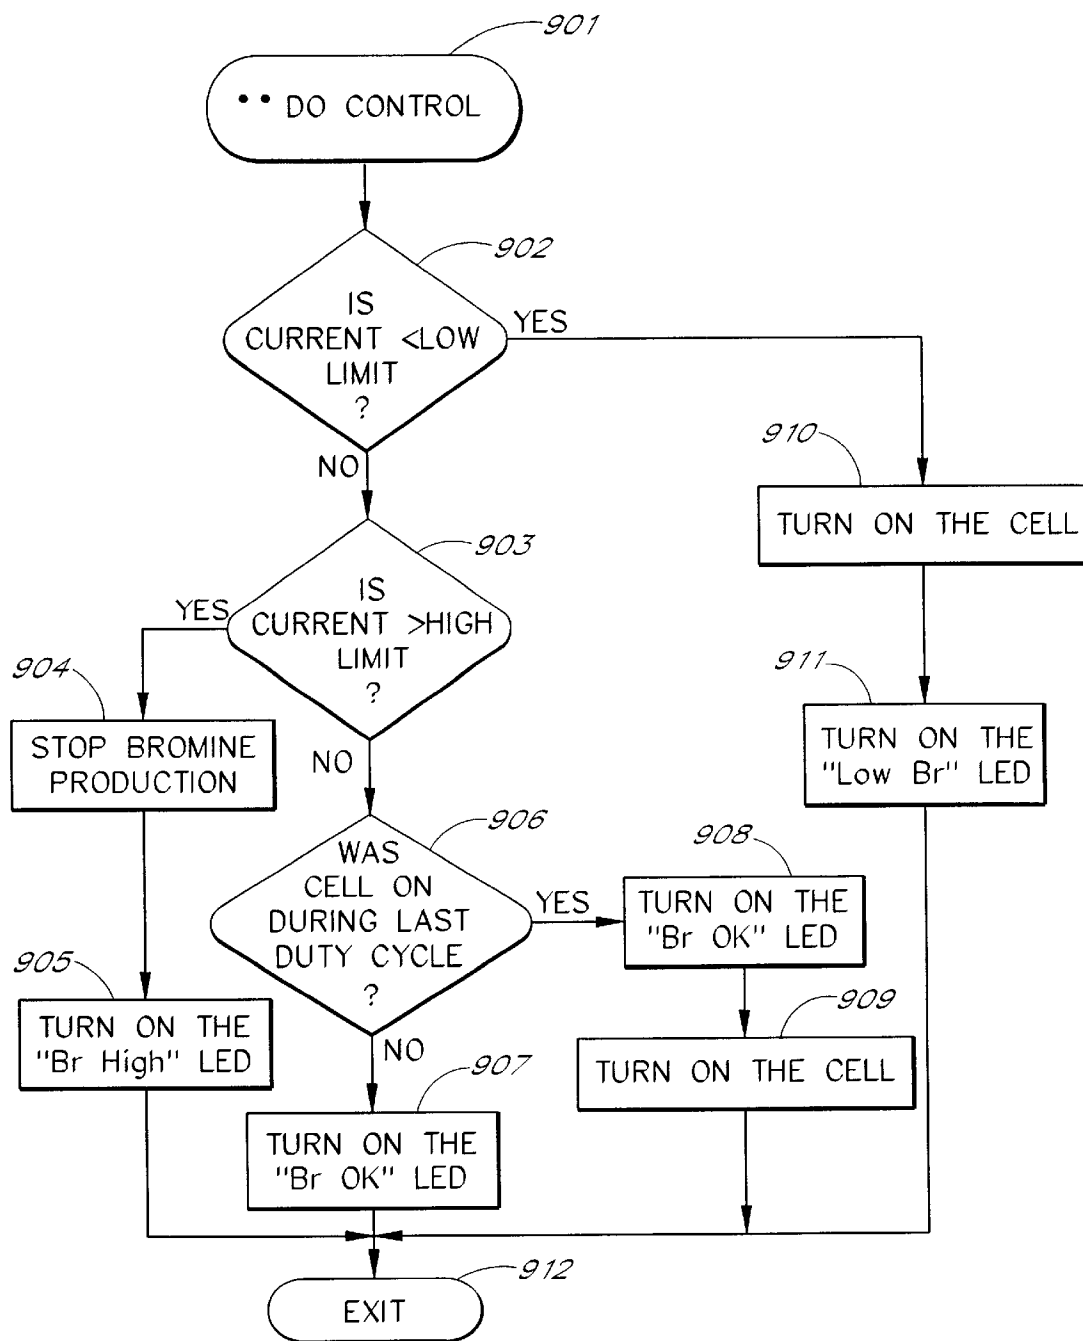 901
•• DO CONTROL
902
IS
CURRENT <LOW
LIMIT
?
YES
NO
910
TURN ON THE CELL
903
IS
CURRENT >HIGH
LIMIT
?
YES
NO
904
STOP BROMINE
PRODUCTION
911
TURN ON THE
"Low Br" LED
906
WAS
CELL ON
DURING LAST
DUTY CYCLE
?
YES
NO
908
TURN ON THE
"Br OK" LED
905
TURN ON THE
"Br High" LED
909
TURN ON THE CELL
907
TURN ON THE
"Br OK" LED
912
EXIT